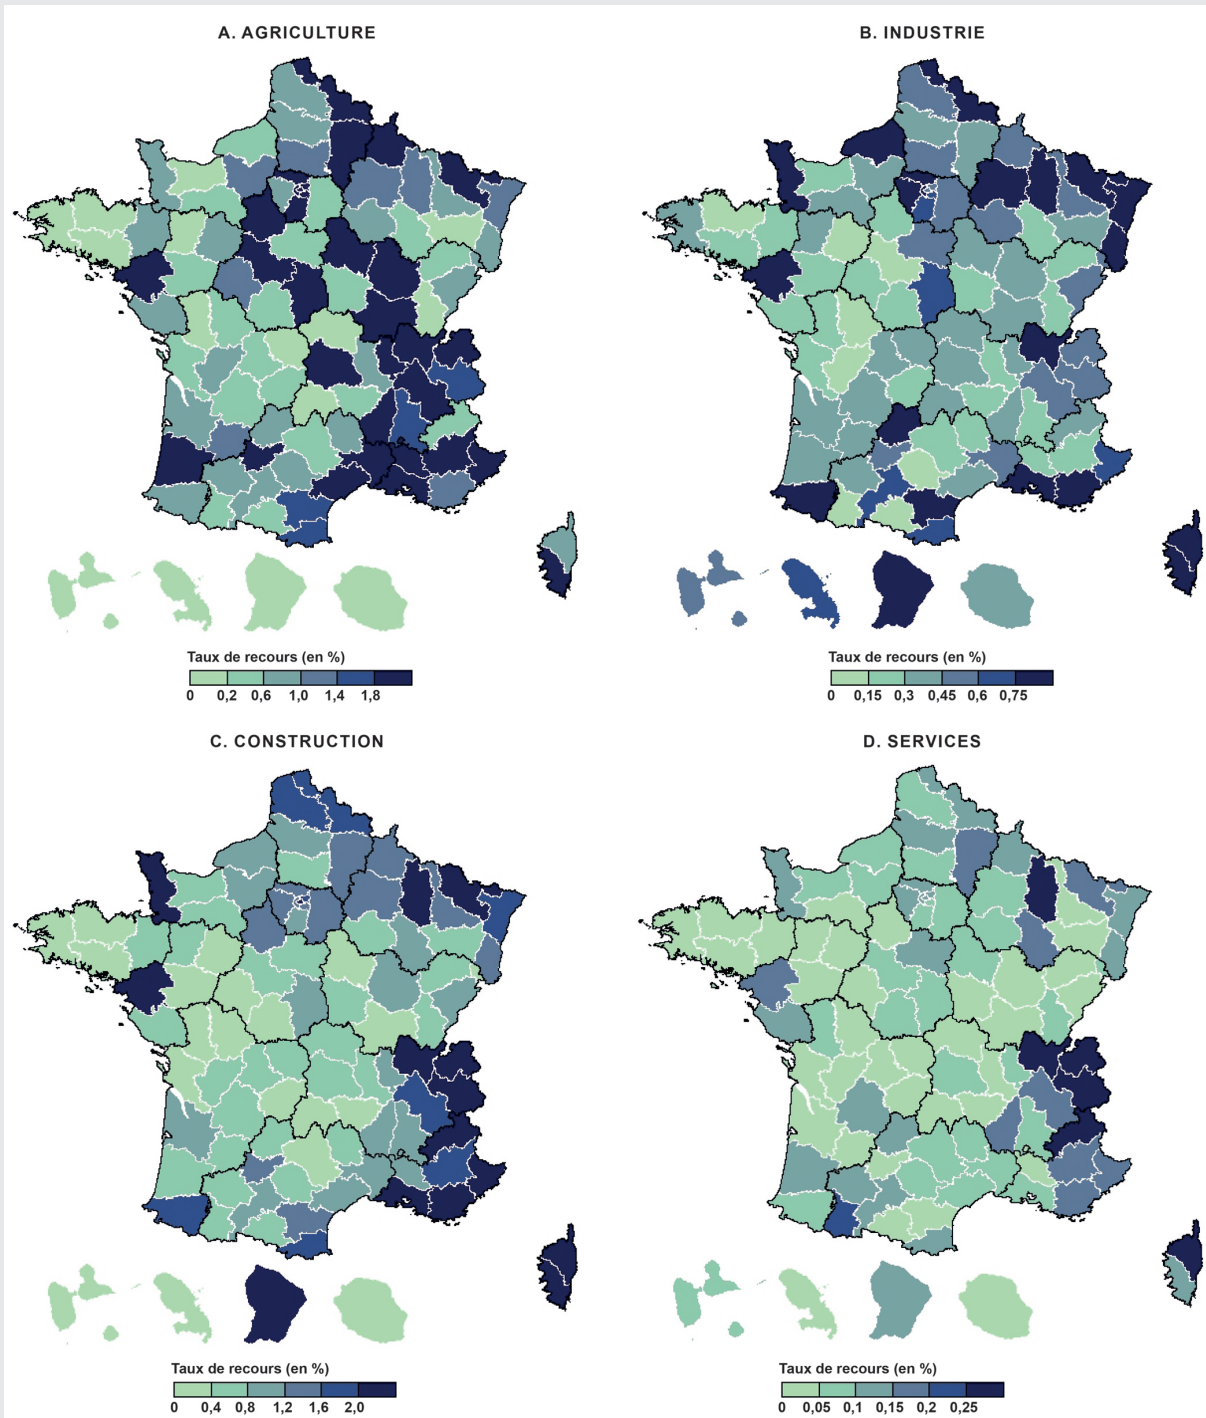 A. AGRICULTURE
B. INDUSTRIE
Taux de recours (en %)
0 0,2 0,6 1,0 1,4 1,8
Taux de recours (en %)
0 0,15 0,3 0,45 0,6 0,75
C. CONSTRUCTION
D. SERVICES
Taux de recours (en %)
0 0,4 0,8 1,2 1,6 2,0
Taux de recours (en %)
0 0,05 0,1 0,15 0,2 0,25